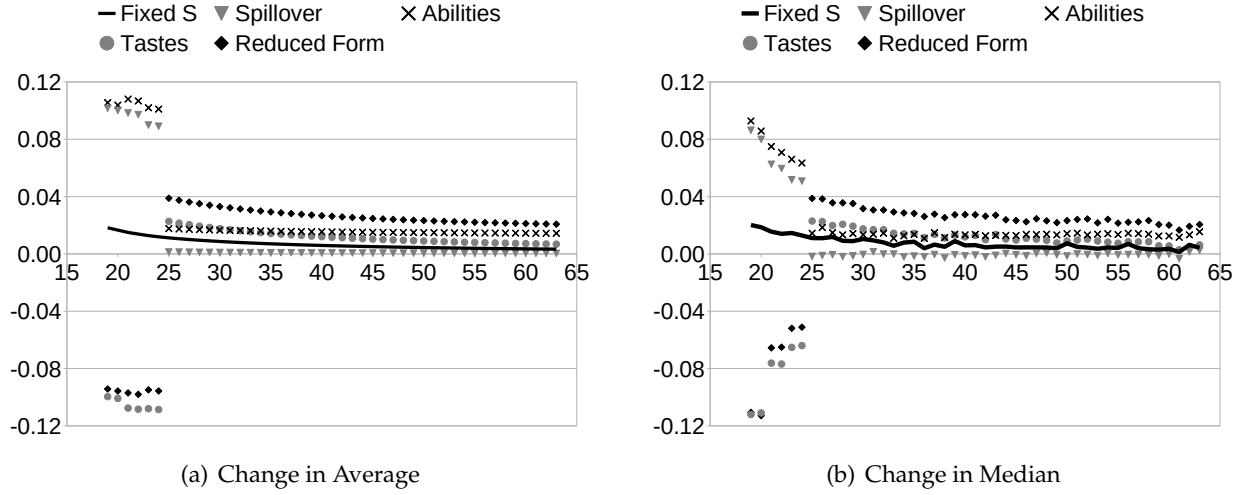 Fixed S Spillover Abilities
Tastes Reduced Form
0.12
0.08
0.04
0.00
-0.04
-0.08
-0.12
15 20 25 30 35 40 45 50 55 60 65
(a) Change in Average
Fixed S Spillover Abilities
Tastes Reduced Form
0.12
0.08
0.04
0.00
-0.04
-0.08
-0.12
15 20 25 30 35 40 45 50 55 60 65
(b) Change in Median